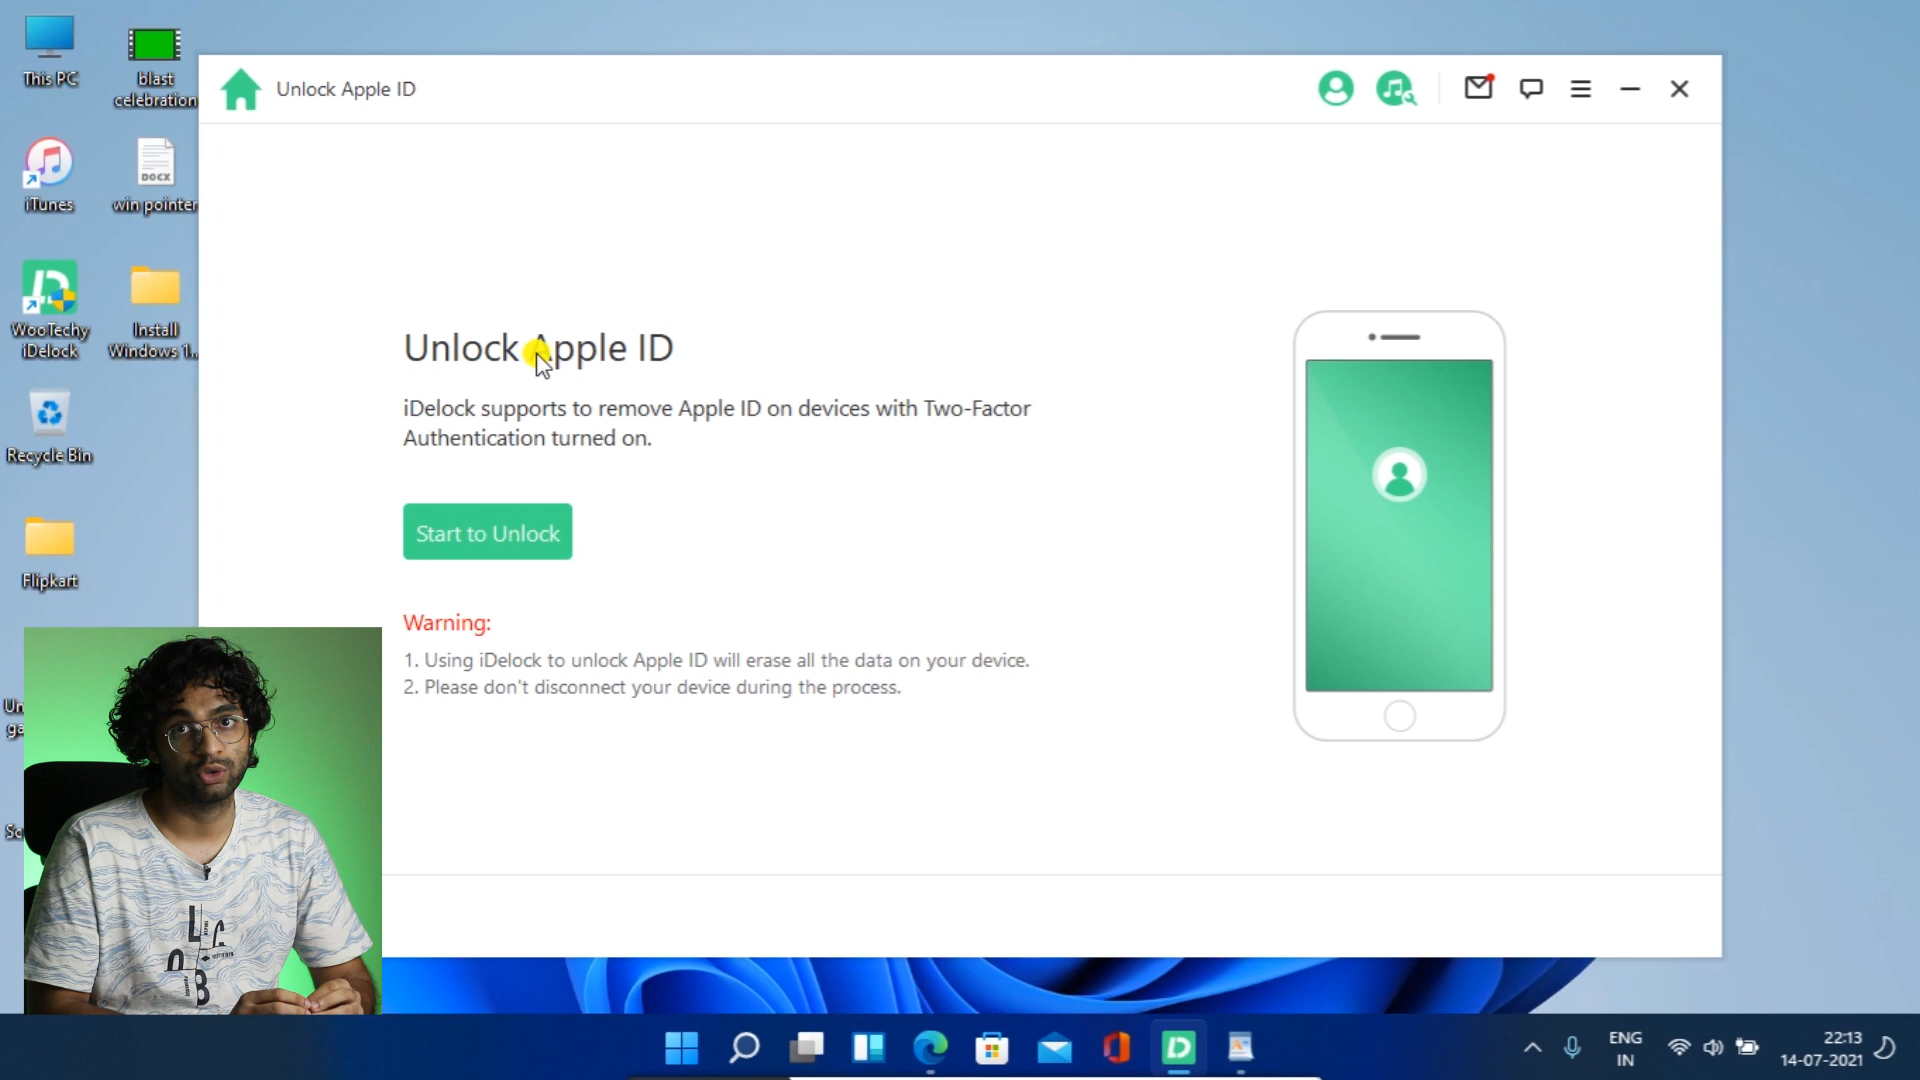 This PC
blast
celebration
iTunes
DOCX
win pointer
WooTechy
iDelock
Install
Windows 1...
Recycle Bin
Flipkart
Unlock Apple ID
Unlock Apple ID
iDelock supports to remove Apple ID on devices with Two-Factor
Authentication turned on.
Start to Unlock
Warning:
1. Using iDelock to unlock Apple ID will erase all the data on your device.
2. Please don't disconnect your device during the process.
ENG
IN
22:13
14-07-2021